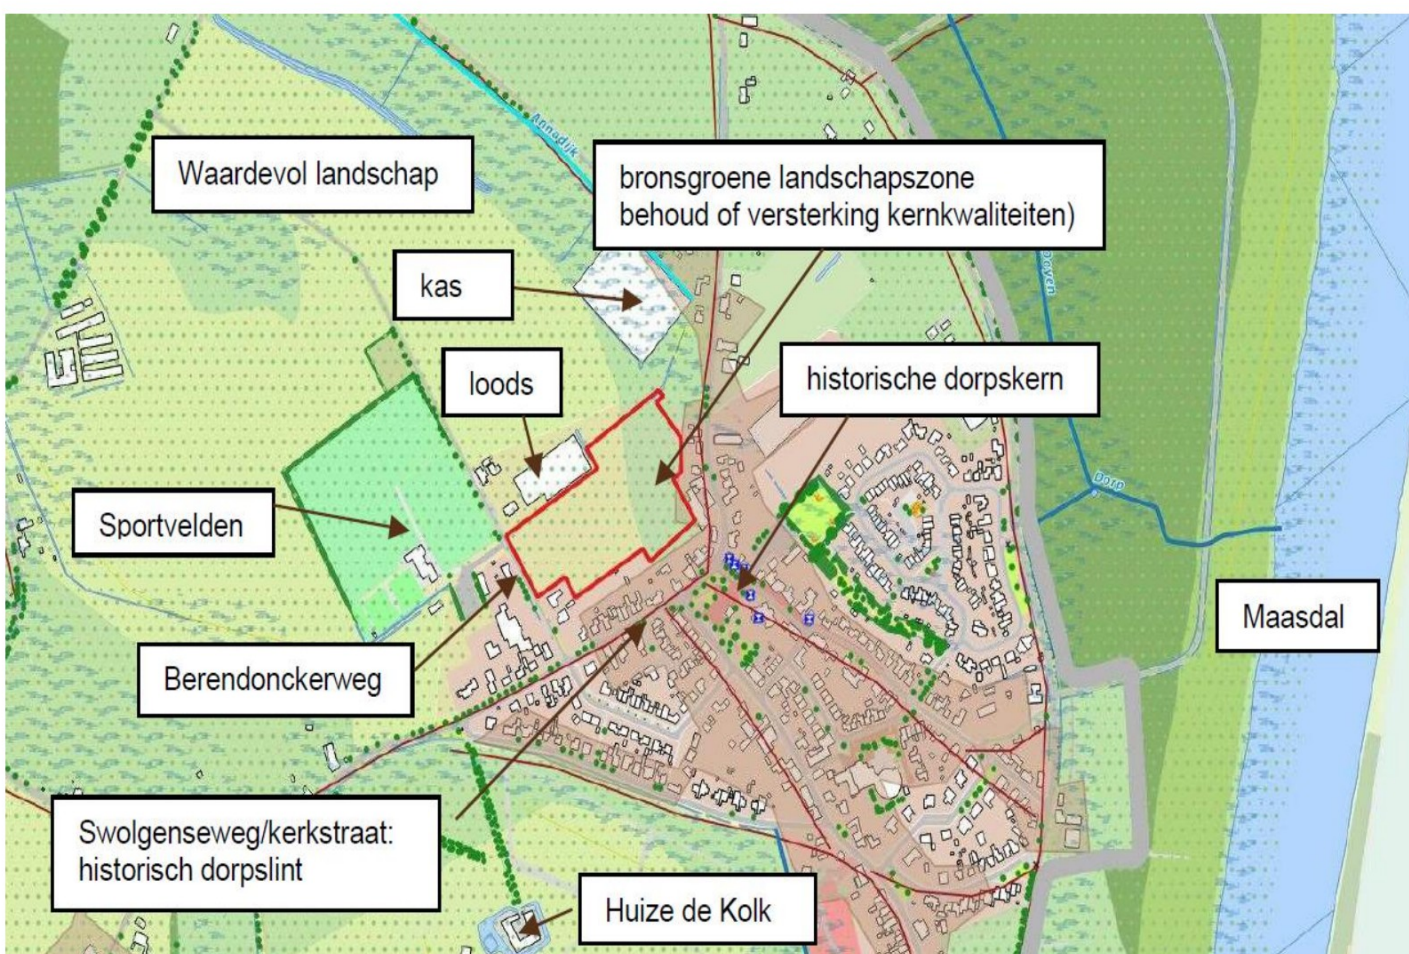 Annadijk
Waardevol landschap
bronsgroene landschapszone
behoud of versterking kernkwaliteiten)
kas
loods
historische dorpskern
Dorp
Sportvelden
Maasdal
Berendonckerweg
Swolgenseweg/kerkstraat:
historisch dorpslint
Huize de Kolk